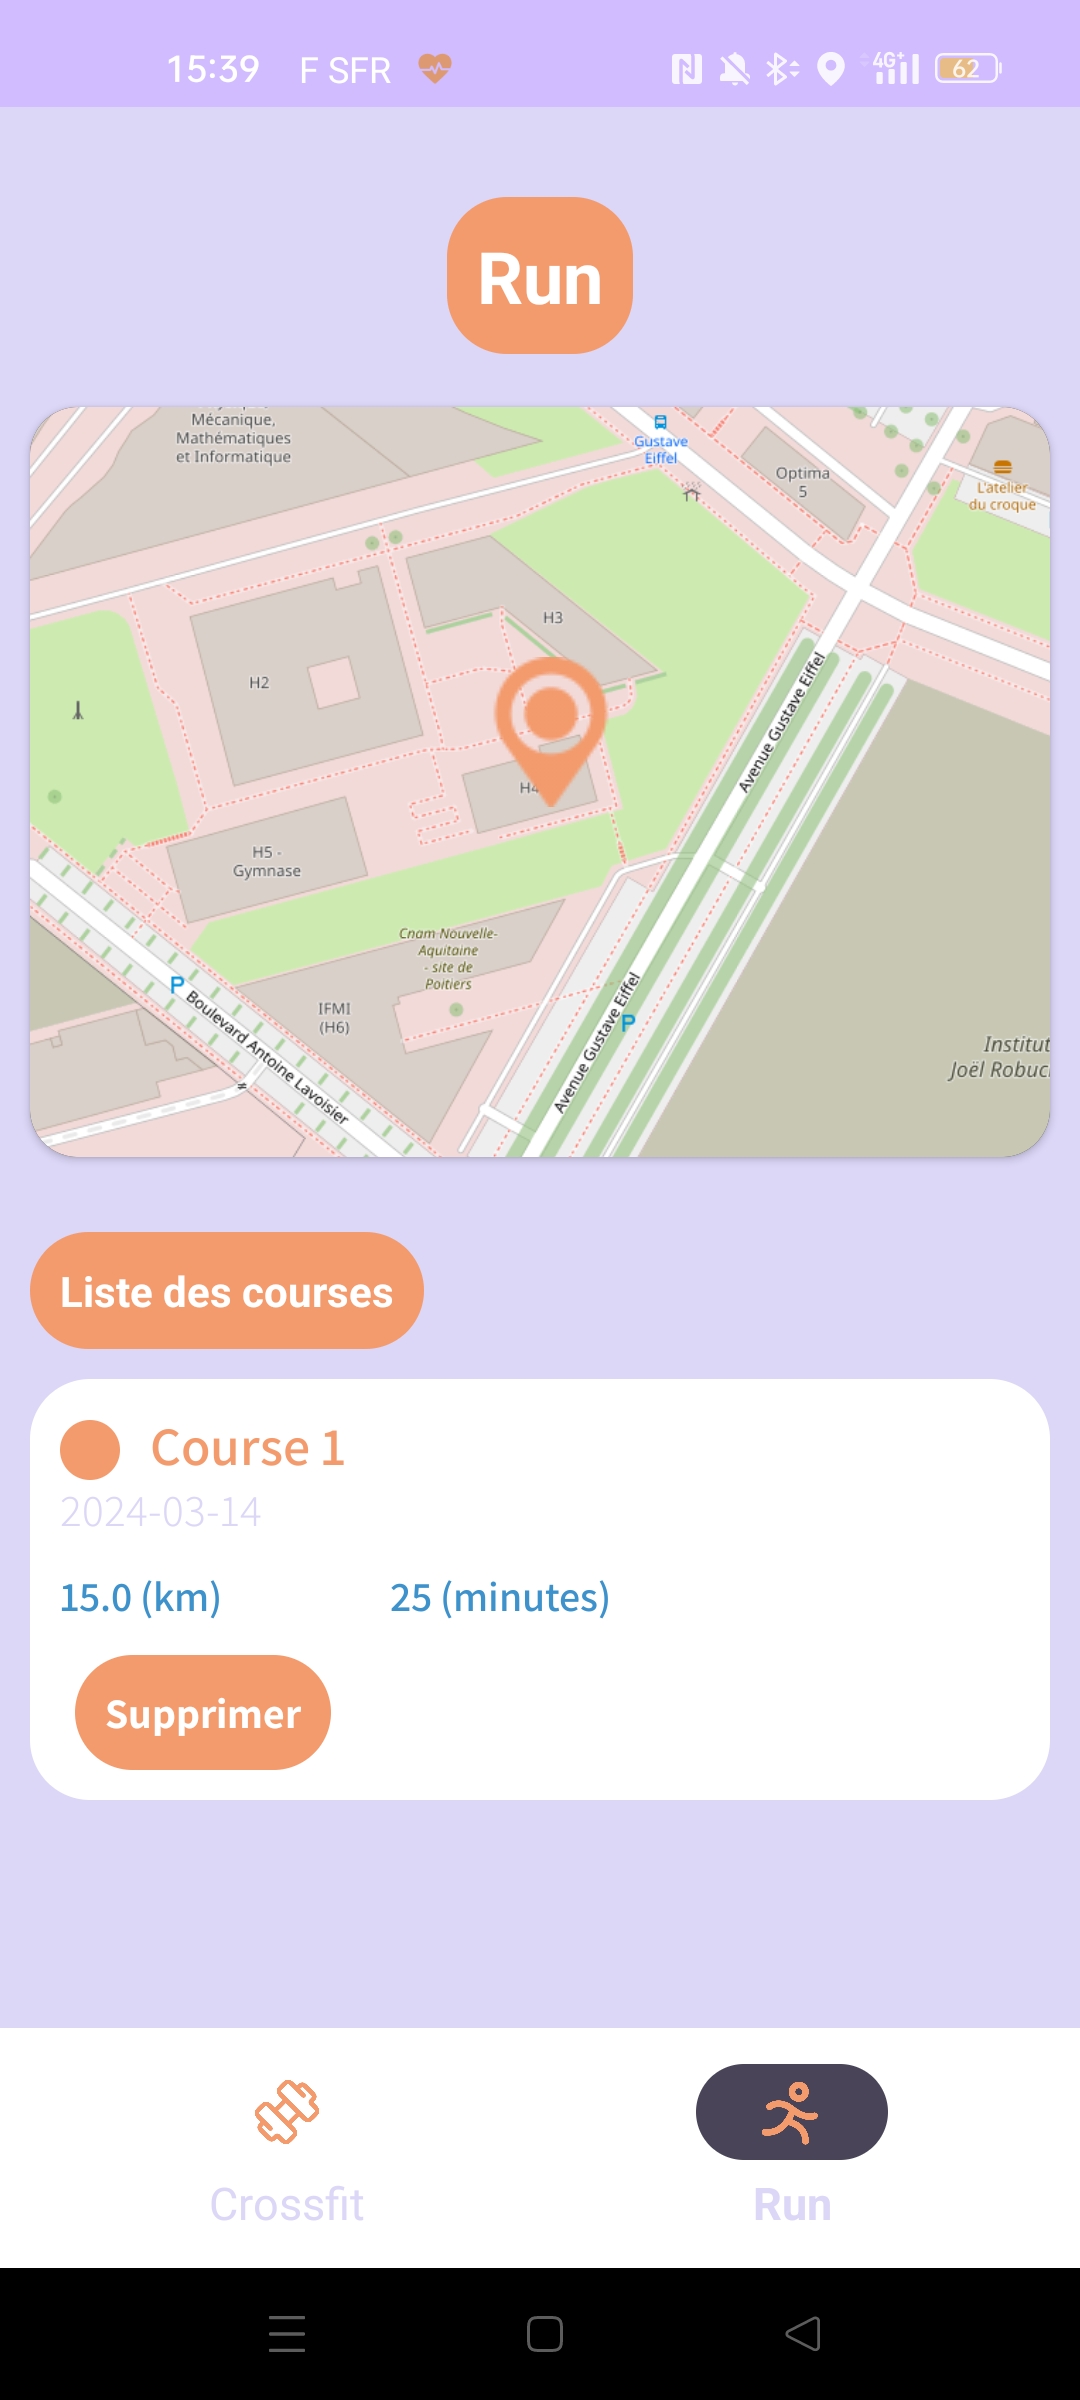 15:39 F SFR 4G+ 62
Run
Mécanique,
Mathématiques
et Informatique
Gustave
Eiffel
Optima
5
L'atelier
du croque
H3
H2
Avenue Gustave Eiffel
H4
H5 -
Gymnase
Cnam Nouvelle-
Aquitaine
- site de
Poitiers
P
Boulevard Antoine Lavoisier
IFMI
(H6)
Avenue Gustave Eiffel
P
Institut
Joël Robuc
Liste des courses
Course 1
2024-03-14
15.0 (km) 25 (minutes)
Supprimer
Crossfit Run